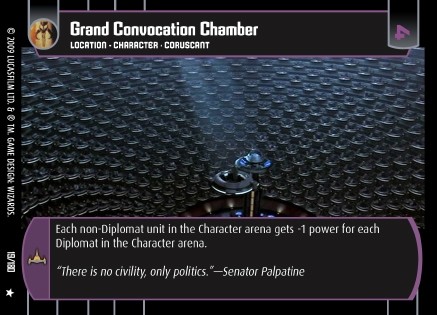 Grand Convocation Chamber
LOCATION · CHARACTER · CORUSCANT
Each non-Diplomat unit in the Character arena gets -1 power for each
Diplomat in the Character arena.
"There is no civility, only politics."—Senator Palpatine
© 2009 LUCASFILM LTD. & ® TM. GAME DESIGN: WIZARDS.